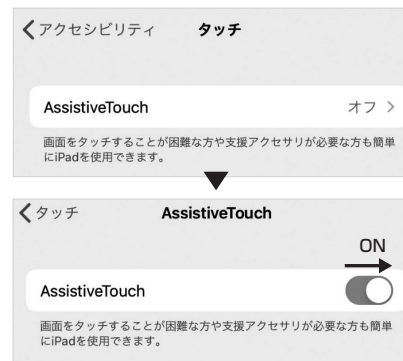 アクセシビリティ タッチ
AssistiveTouch オフ
画面をタッチすることが困難な方や支援アクセサリが必要な方も簡単
にiPadを使用できます。
タッチ AssistiveTouch
ON
AssistiveTouch
画面をタッチすることが困難な方や支援アクセサリが必要な方も簡単
にiPadを使用できます。